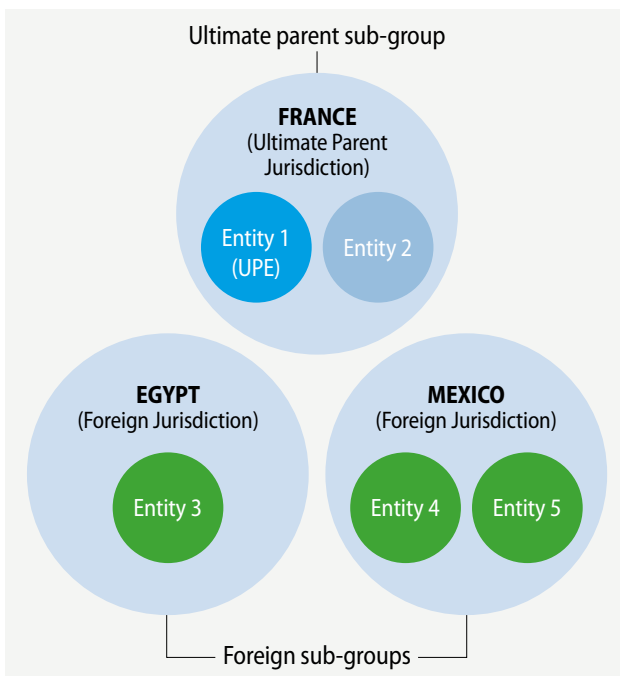 Ultimate parent sub-group
FRANCE
(Ultimate Parent
Jurisdiction)
Entity 1
(UPE)
Entity 2
EGYPT
(Foreign Jurisdiction)
Entity 3
MEXICO
(Foreign Jurisdiction)
Entity 4
Entity 5
Foreign sub-groups